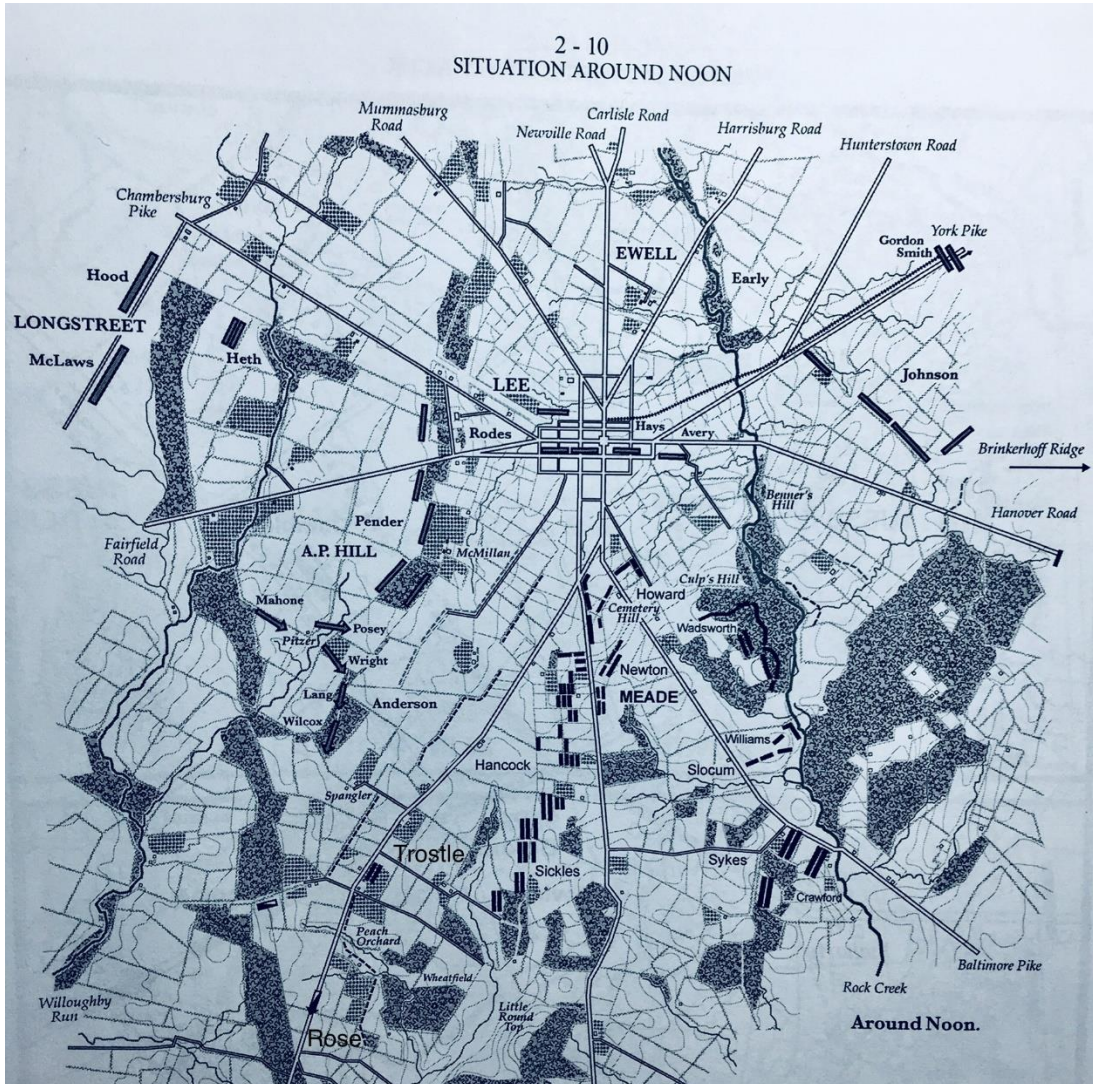 2 - 10
SITUATION AROUND NOON
Mummasburg
Road
Carlisle Road
Newville Road
Harrisburg Road
Hunterstown Road
Chambersburg
Pike
York Pike
Gordon
Smith
EWELL
Early
Hood
LONGSTREET
McLaws
Heth
Johnson
LEE
Rodes
Hays
Avery
Brinkerhoff Ridge
Benner's
Hill
Hanover Road
Pender
Fairfield
Road
A.P. HILL
McMillan
Culp's Hill
Howard
Cemetery
Hill
Mahone
Pitzer
Posey
Wadsworth
Wright
Newton
MEADE
Lang
Anderson
Wilcox
Williams
Hancock
Slocum
Spangler
Trostle
Sykes
Sickles
Crawford
Peach
Orchard
Wheatfield
Baltimore Pike
Rock Creek
Willoughby
Run
Little
Round
Top
Around Noon.
Rose